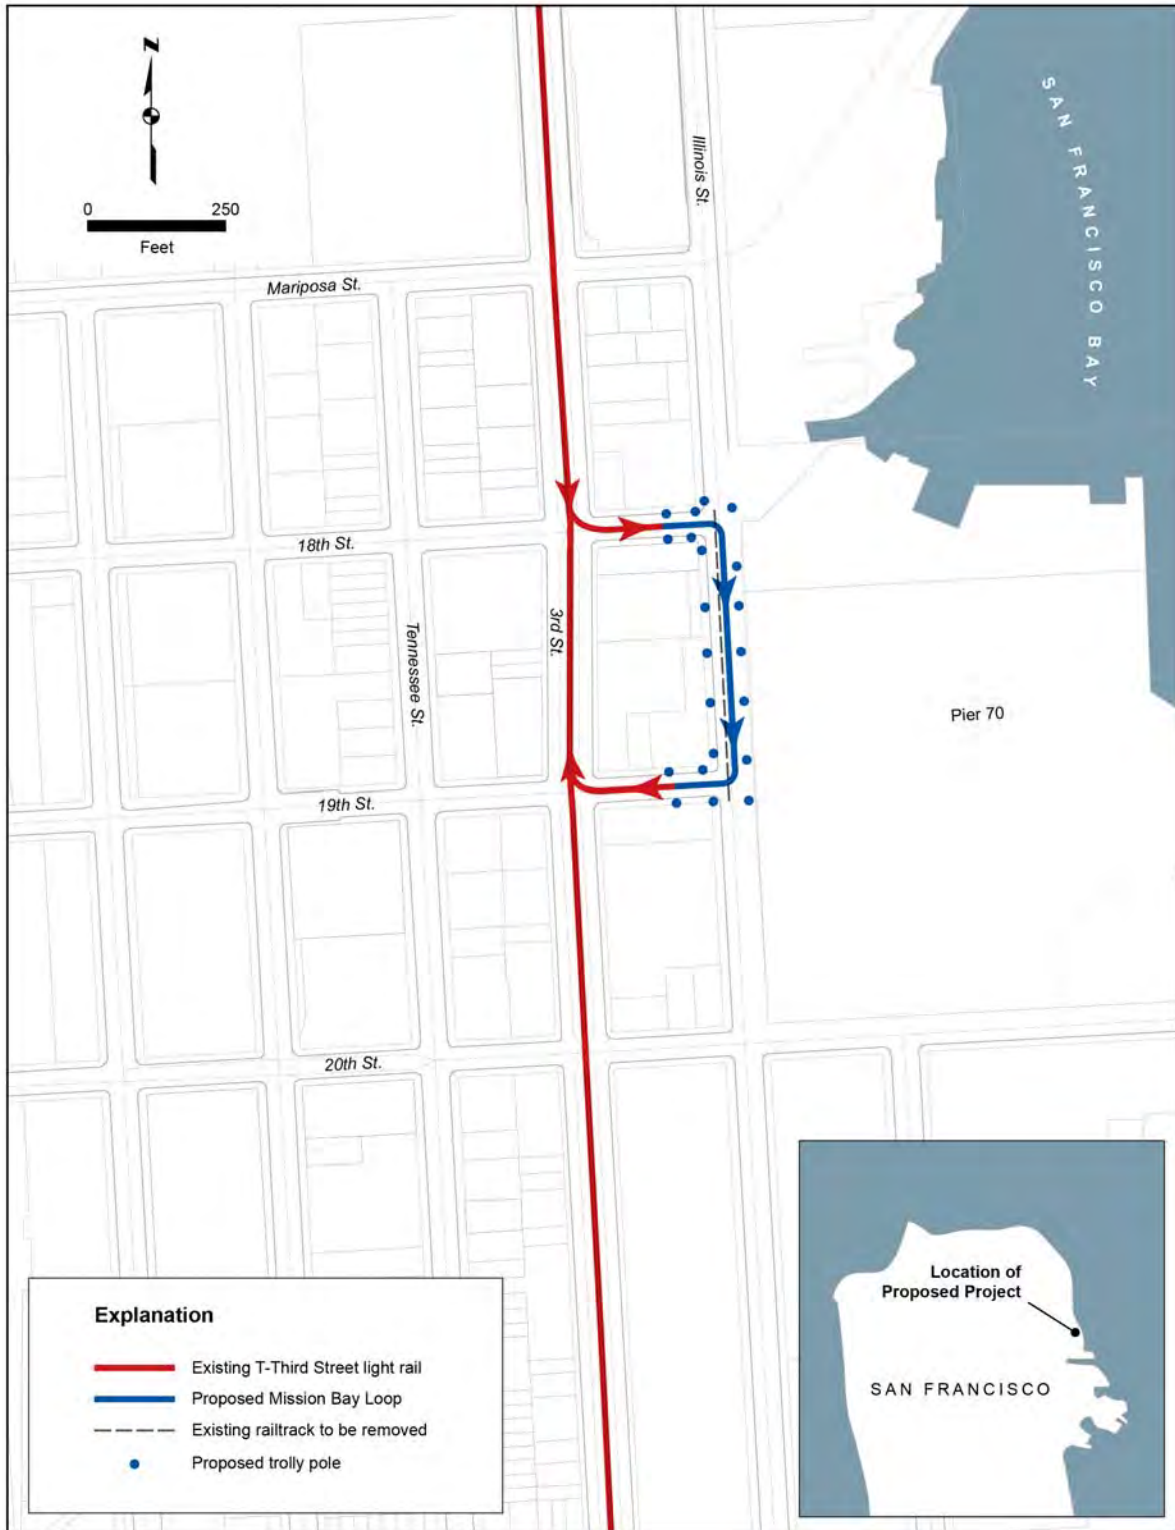 N
0 250
Feet
Illinois St.
SAN FRANCISCO BAY
Mariposa St.
18th St.
Tennessee St.
3rd St.
Pier 70
19th St.
20th St.
Explanation
Existing T-Third Street light rail
Proposed Mission Bay Loop
Existing railtrack to be removed
Proposed trolly pole
Location of
Proposed Project
SAN FRANCISCO